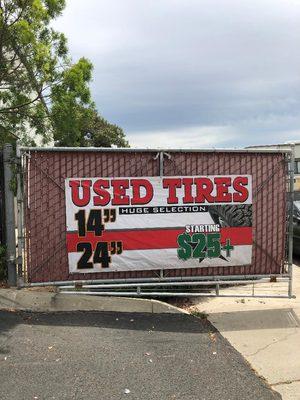 USED TIRES
HUGE SELECTION
14"
24"
STARTING
$25+